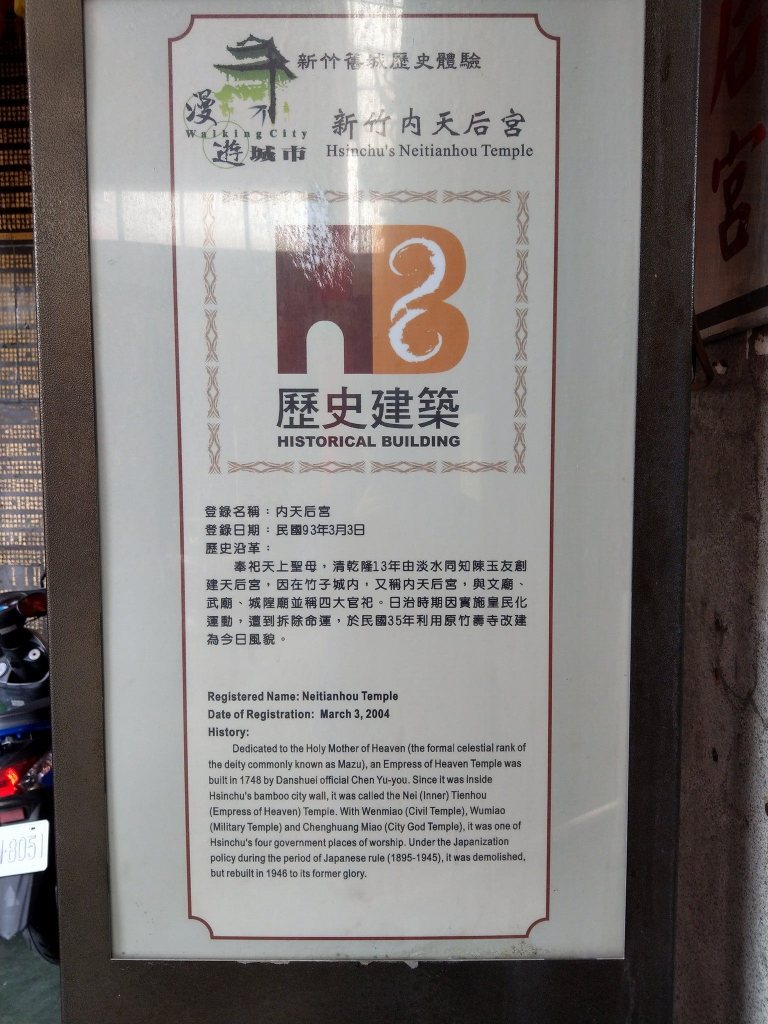 新竹舊城歷史體驗
漫
Walking City
遊城市
新竹內天后宮
Hsinchu's Neitianhou Temple
HB
歷史建築
HISTORICAL BUILDING
登錄名稱：內天后宮
登錄日期：民國93年3月3日
歷史沿革：
奉祀天上聖母，清乾隆13年由淡水同知陳玉友創
建天后宮，因在竹子城內，又稱內天后宮，與文廟、
武廟、城隍廟並稱四大官祀。日治時期因實施皇民化
運動，遭到拆除命運，於民國35年利用原竹壽寺改建
為今日風貌。
Registered Name: Neitianhou Temple
Date of Registration: March 3, 2004
History:
Dedicated to the Holy Mother of Heaven (the formal celestial rank of
the deity commonly known as Mazu), an Empress of Heaven Temple was
built in 1748 by Danshuei official Chen Yu-you. Since it was inside
Hsinchu's bamboo city wall, it was called the Nei (Inner) Tienhou
(Empress of Heaven) Temple. With Wenmiao (Civil Temple), Wumiao
(Military Temple) and Chenghuang Miao (City God Temple), it was one of
Hsinchu's four government places of worship. Under the Japanization
policy during the period of Japanese rule (1895-1945), it was demolished,
but rebuilt in 1946 to its former glory.
后宮
8051